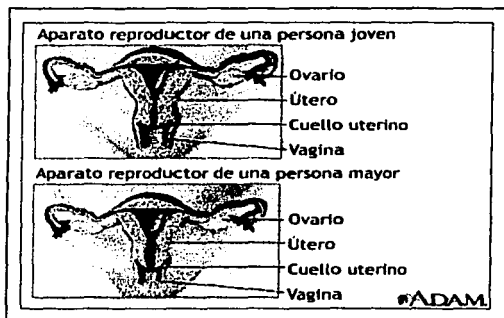 Aparato reproductor de una persona joven
Ovario
Útero
Cuello uterino
Vagina
Aparato reproductor de una persona mayor
Ovario
Útero
Cuello uterino
Vagina
ADAM.